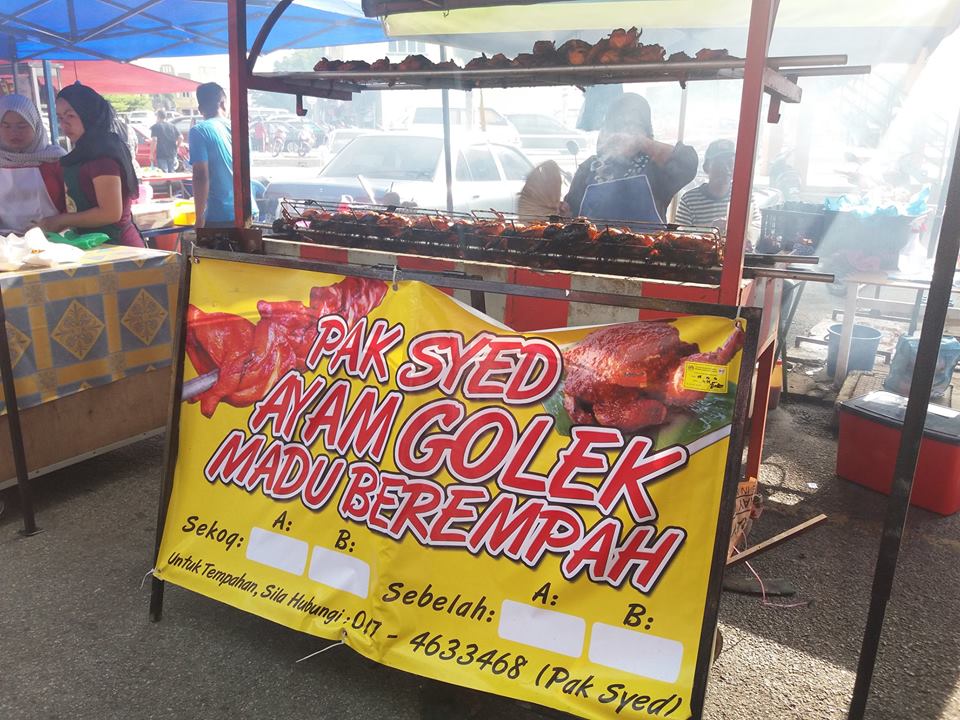 PAK SYED
AYAM GOLEK
MADU BEREMPAH
Sekoq: A: B:
Sebelah: A: B:
Untuk Tempahan, Sila Hubungi : 017 - 4633468 (Pak Syed)